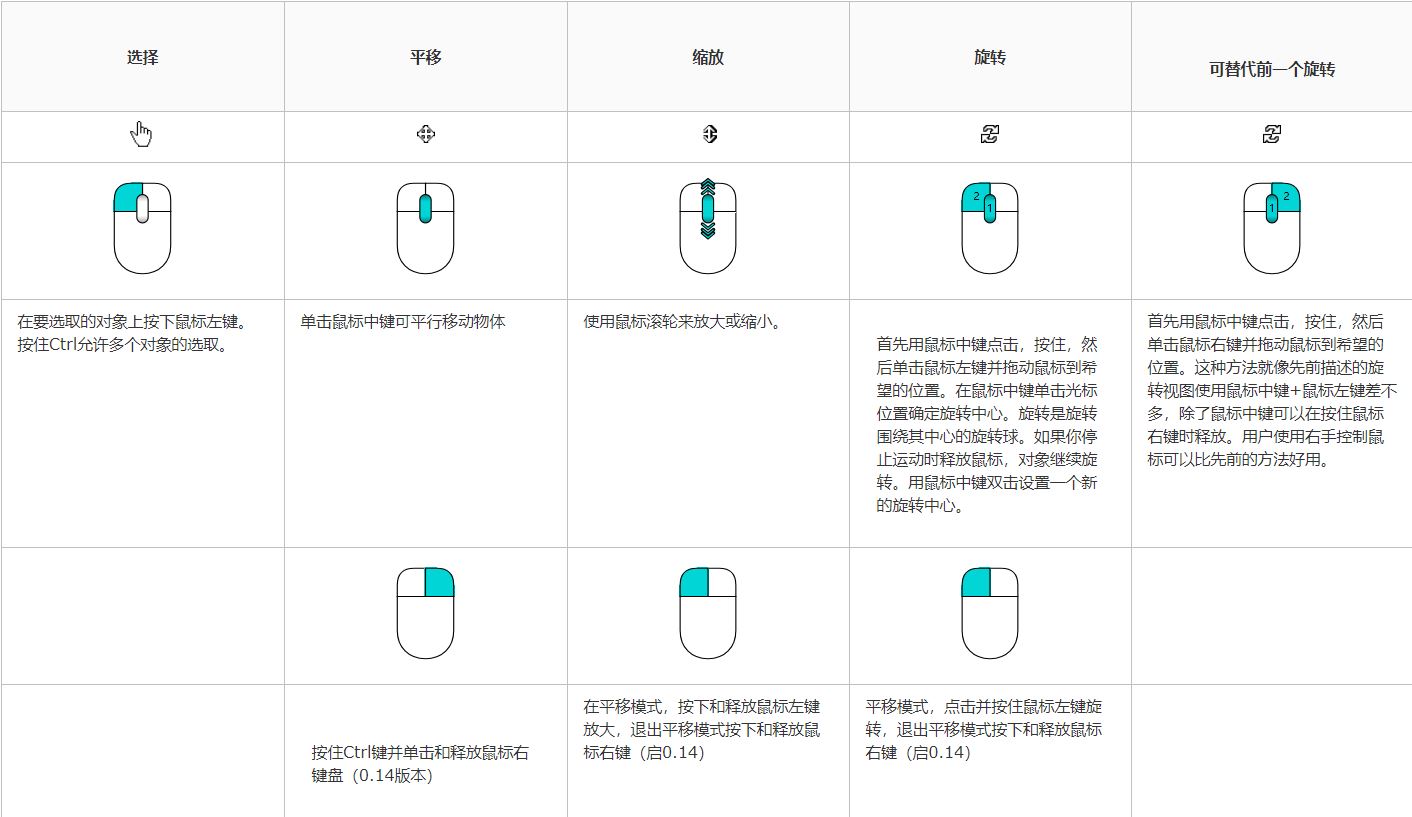 选择
平移
缩放
旋转
可替代前一个旋转
2
1
1
2
在要选取的对象上按下鼠标左键。
按住Ctrl允许多个对象的选取。
单击鼠标中键可平行移动物体
使用鼠标滚轮来放大或缩小。
首先用鼠标中键点击，按住，然
后单击鼠标左键并拖动鼠标到希
望的位置。在鼠标中键单击光标
位置确定旋转中心。旋转是旋转
围绕其中心的旋转球。如果你停
止运动时释放鼠标，对象继续旋
转。用鼠标中键双击设置一个新
的旋转中心。
首先用鼠标中键点击，按住，然后
单击鼠标右键并拖动鼠标到希望的
位置。这种方法就像先前描述的旋
转视图使用鼠标中键+鼠标左键差不
多，除了鼠标中键可以在按住鼠标
右键时释放。用户使用右手控制鼠
标可以比先前的方法好用。
按住Ctrl键并单击和释放鼠标右
键盘（0.14版本）
在平移模式，按下和释放鼠标左键
放大，退出平移模式按下和释放鼠
标右键（启0.14）
平移模式，点击并按住鼠标左键旋
转，退出平移模式按下和释放鼠标
右键（启0.14）